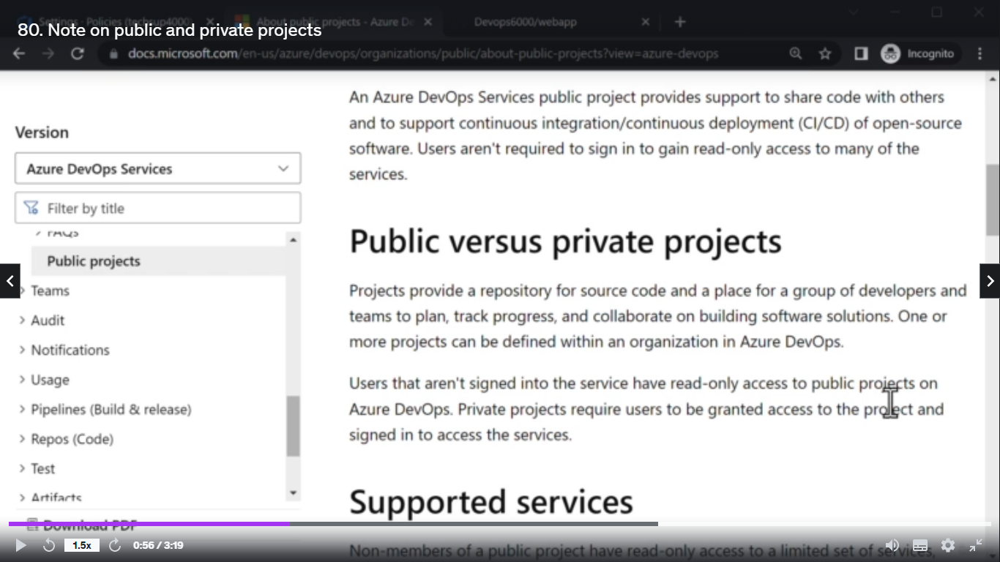 Settings - Policies (techsup4000
About public projects - Azure De
Devops6000/webapp
80. Note on public and private projects
docs.microsoft.com/en-us/azure/devops/organizations/public/about-public-projects?view=azure-devops
Incognito
An Azure DevOps Services public project provides support to share code with others
and to support continuous integration/continuous deployment (CI/CD) of open-source
software. Users aren't required to sign in to gain read-only access to many of the
services.
Version
Azure DevOps Services
Filter by title
FAQs
Public projects
Teams
Audit
Notifications
Usage
Pipelines (Build & release)
Repos (Code)
Test
Artifacts
Download PDF
Public versus private projects
Projects provide a repository for source code and a place for a group of developers and
teams to plan, track progress, and collaborate on building software solutions. One or
more projects can be defined within an organization in Azure DevOps.
Users that aren't signed into the service have read-only access to public projects on
Azure DevOps. Private projects require users to be granted access to the project and
signed in to access the services.
Supported services
Non-members of a public project have read-only access to a limited set of services,
1.5x
0:56 / 3:19